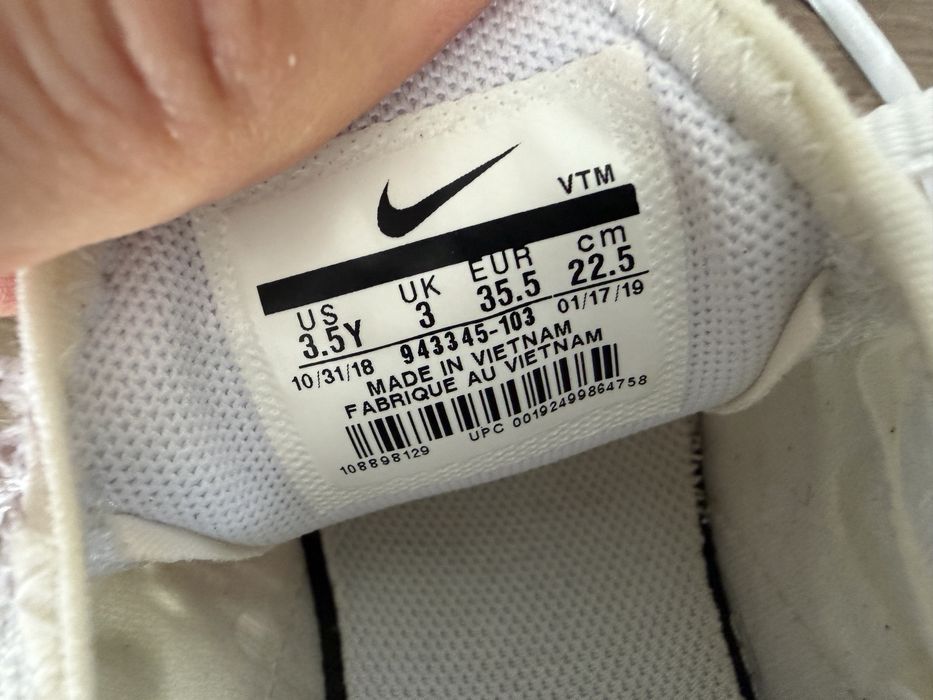 VTM
US UK EUR cm
3.5Y 3 35.5 22.5
10/31/18 943345-103 01/17/19
MADE IN VIETNAM
FABRIQUE AU VIETNAM
108898129 UPC 00192499864758